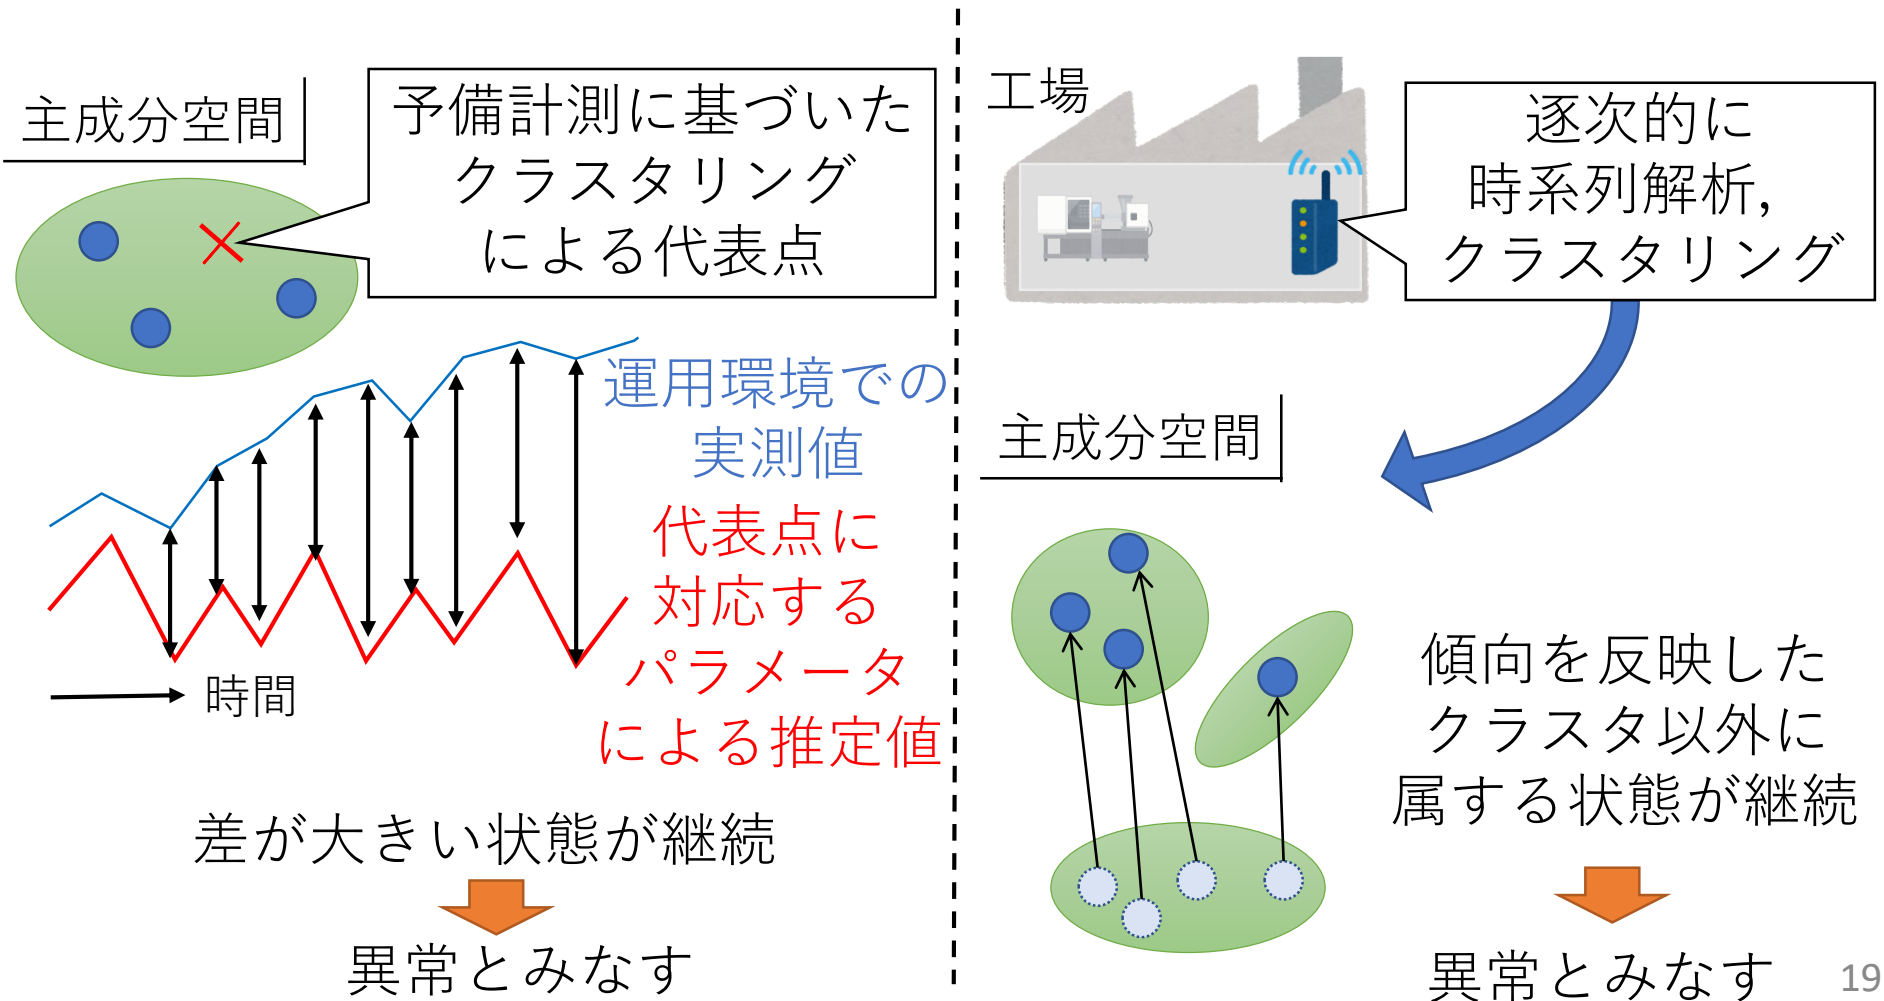 主成分空間
予備計測に基づいた
クラスタリング
による代表点
運用環境での
実測値
代表点に
対応する
パラメータ
による推定値
時間
差が大きい状態が継続
異常とみなす
工場
逐次的に
時系列解析,
クラスタリング
主成分空間
傾向を反映した
クラスタ以外に
属する状態が継続
異常とみなす
19